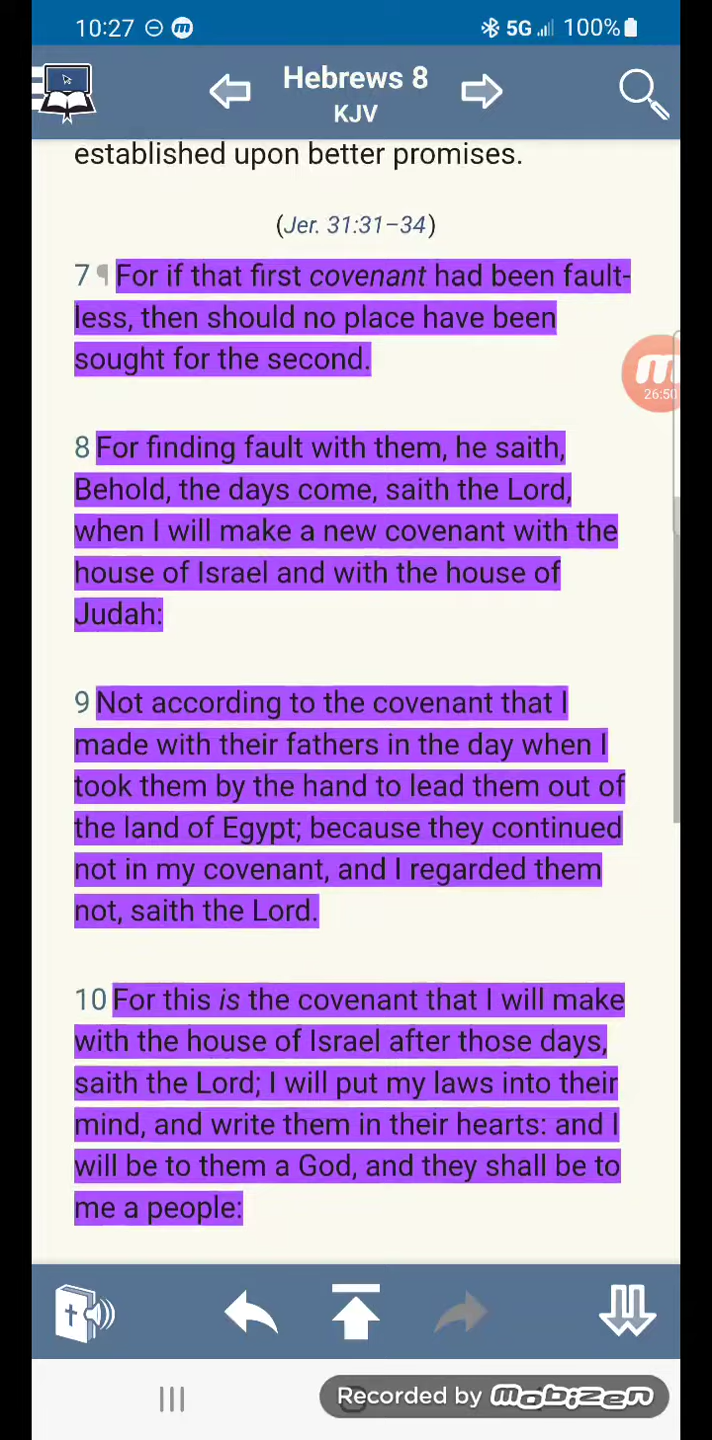 10:27 m 5G 100%
Hebrews 8
KJV
established upon better promises.
(Jer. 31:31–34)
7 ¶ For if that first covenant had been fault-
less, then should no place have been
sought for the second.
26:50
8 For finding fault with them, he saith,
Behold, the days come, saith the Lord,
when I will make a new covenant with the
house of Israel and with the house of
Judah:
9 Not according to the covenant that I
made with their fathers in the day when I
took them by the hand to lead them out of
the land of Egypt; because they continued
not in my covenant, and I regarded them
not, saith the Lord.
10 For this is the covenant that I will make
with the house of Israel after those days,
saith the Lord; I will put my laws into their
mind, and write them in their hearts: and I
will be to them a God, and they shall be to
me a people:
Recorded by mobizen